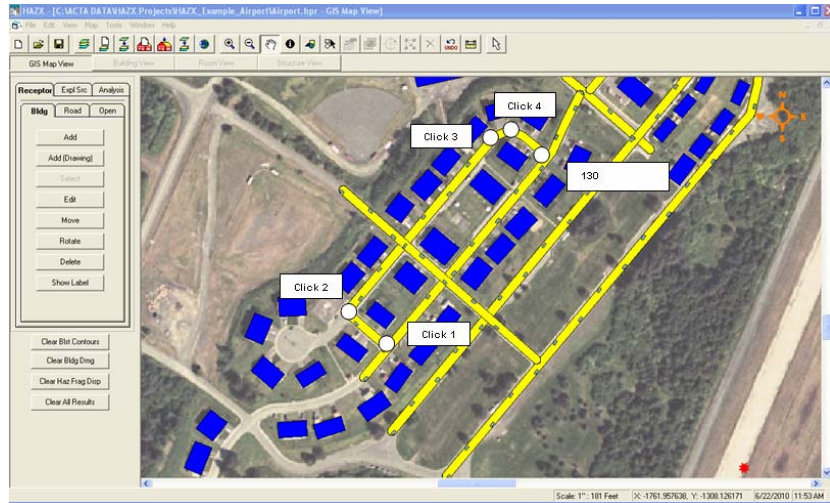 HAZX - [C:\ACTA DATA\HAZX Projects\HAZX_Example_Airport\Airport.hpr - GIS Map View]
File Edit View Map Tools Window Help
UNDO
GIS Map View Building View Room View Structure View
Receptor Expl Src Analysis
Bldg Road Open
Add
Add (Drawing)
Select
Edit
Move
Rotate
Delete
Show Label
Clear Blst Contours
Clear Bldg Dmg
Clear Haz Frag Disp
Clear All Results
Click 4
Click 3
130
Click 2
Click 1
N
E
S
Scale: 1" : 181 Feet X: -1761.957638, Y: -1308.126171 6/22/2010 11:53 AM